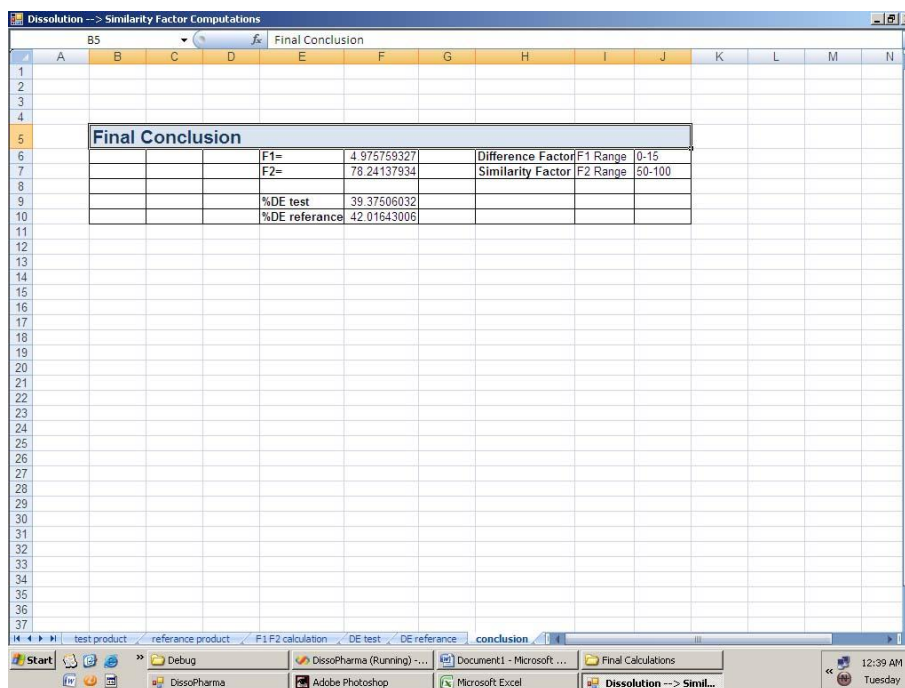 Dissolution --> Similarity Factor Computations
B5 fx Final Conclusion
A B C D E F G H I J K L M N
1
2
3
4
5 Final Conclusion
6 F1= 4.975759327 Difference Factor F1 Range 0-15
7 F2= 78.24137934 Similarity Factor F2 Range 50-100
8
9 %DE test 39.37506032
10 %DE referance 42.01643006
11
12
13
14
15
16
17
18
19
20
21
22
23
24
25
26
27
28
29
30
31
32
33
34
35
36
37
test product referance product F1 F2 calculation DE test DE referance conclusion
Start » Debug DissoPharma (Running) -... Document1 - Microsoft ... Final Calculations « 12:39 AM
DissoPharma Adobe Photoshop Microsoft Excel Dissolution --> Simil... Tuesday